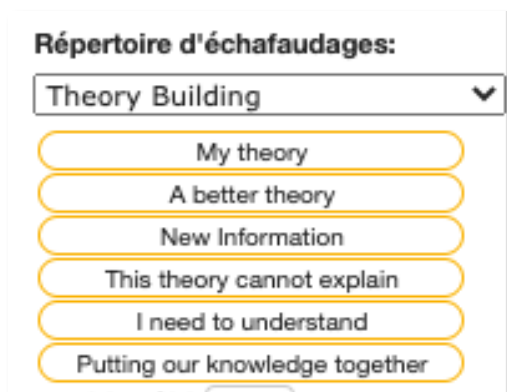 Répertoire d'échafaudages:
Theory Building
My theory
A better theory
New Information
This theory cannot explain
I need to understand
Putting our knowledge together